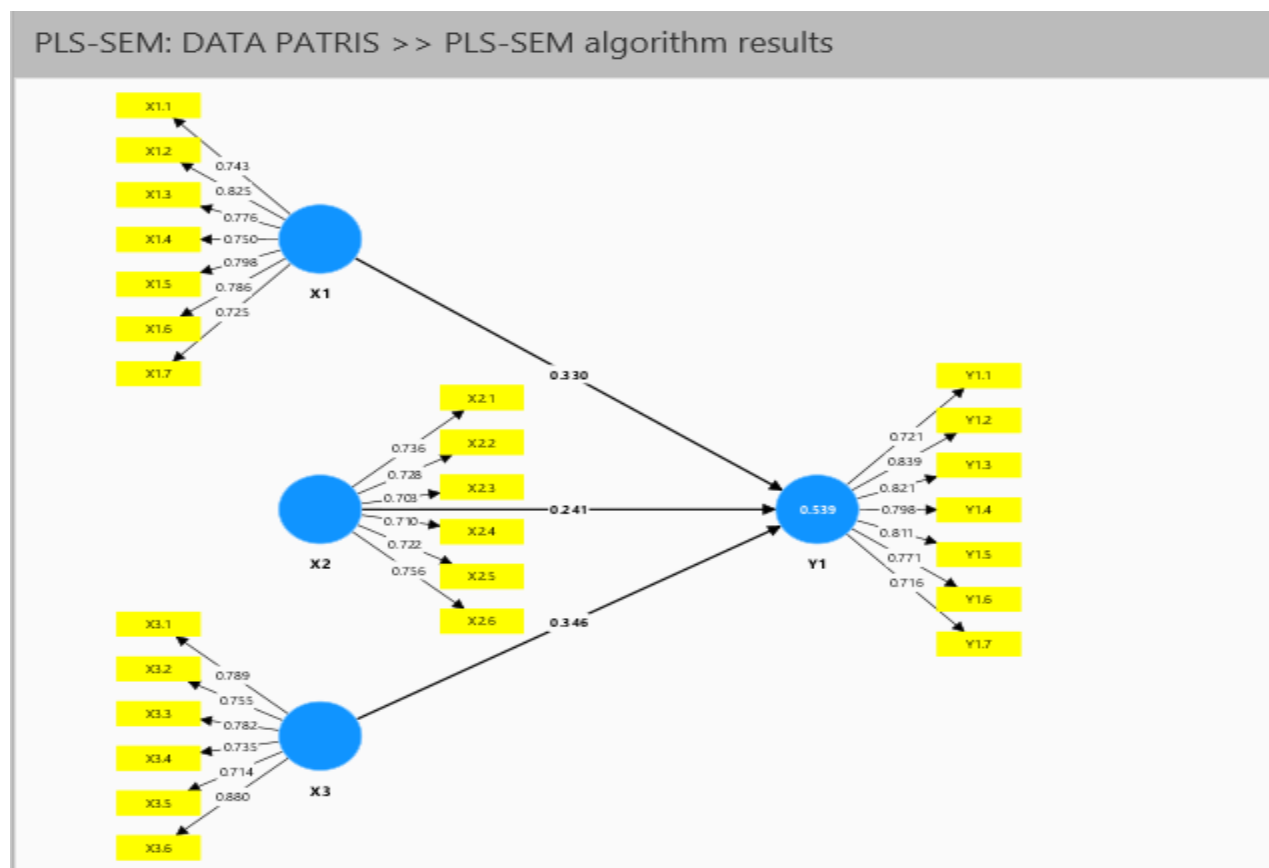 PLS-SEM: DATA PATRIS >> PLS-SEM algorithm results
X1.1
X1.2
X1.3
X1.4
X1.5
X1.6
X1.7
0.743
0.825
0.776
0.750
0.798
0.786
0.725
X1
0.330
X2.1
X2.2
X2.3
X2.4
X2.5
X2.6
0.736
0.728
0.703
0.710
0.722
0.756
X2
0.241
X3.1
X3.2
X3.3
X3.4
X3.5
X3.6
0.789
0.755
0.782
0.735
0.714
0.880
X3
0.346
0.539
Y1
Y1.1
Y1.2
Y1.3
Y1.4
Y1.5
Y1.6
Y1.7
0.721
0.839
0.821
0.798
0.811
0.771
0.716